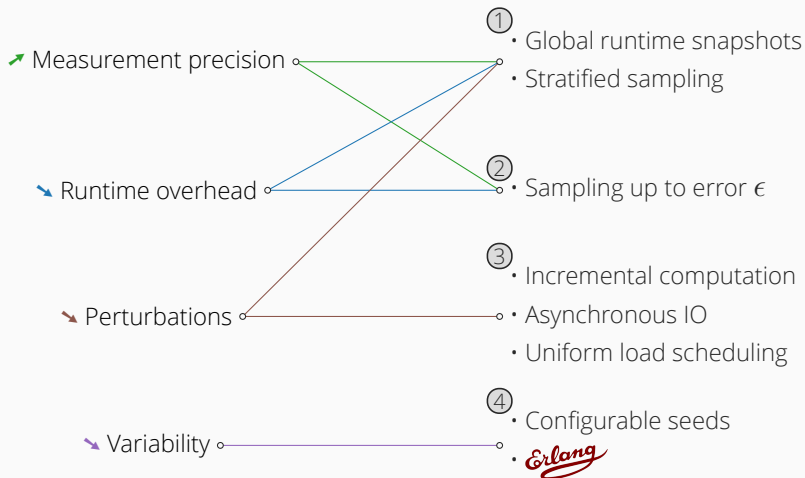 Measurement precision
Runtime overhead
Perturbations
Variability
1
· Global runtime snapshots
· Stratified sampling
2
· Sampling up to error ϵ
3
· Incremental computation
· Asynchronous IO
· Uniform load scheduling
4
· Configurable seeds
· Erlang